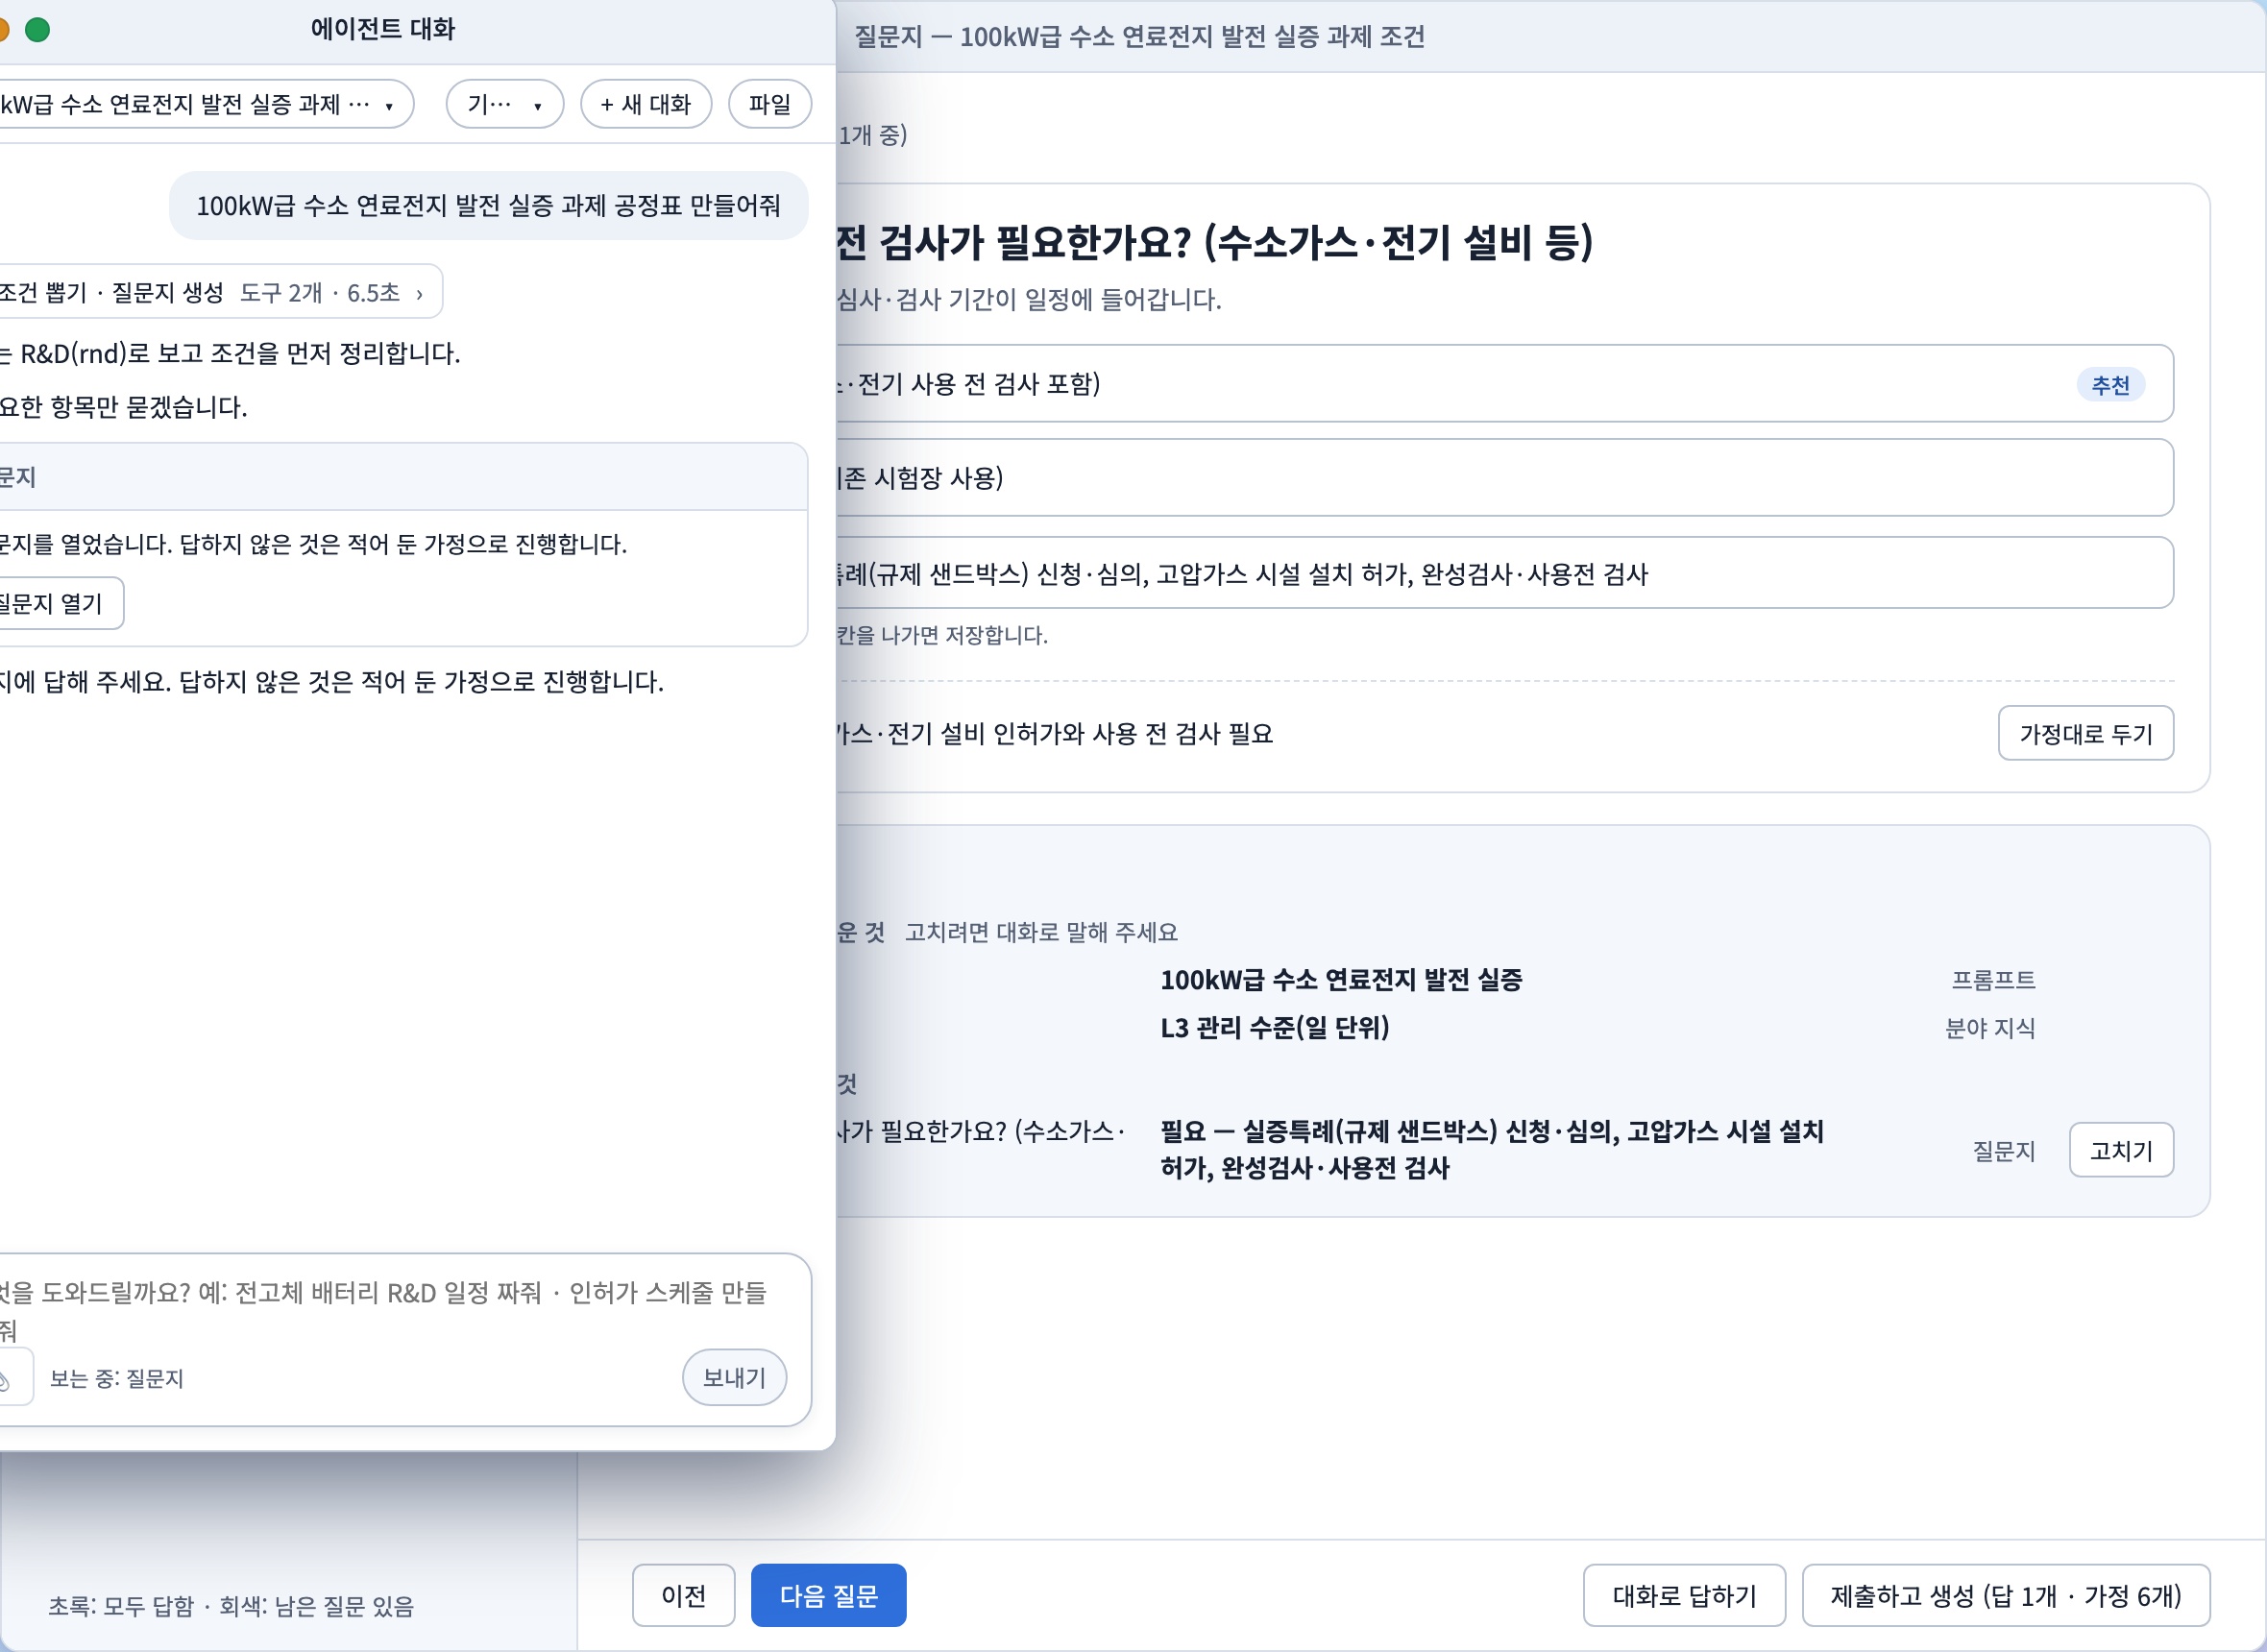 에이전트 대화
kW급 수소 연료전지 발전 실증 과제 ⋯ ▾
기⋯ ▾
+ 새 대화
파일
100kW급 수소 연료전지 발전 실증 과제 공정표 만들어줘
조건 뽑기 · 질문지 생성 도구 2개 · 6.5초 ›
는 R&D(rnd)로 보고 조건을 먼저 정리합니다.
요한 항목만 묻겠습니다.
문지
문지를 열었습니다. 답하지 않은 것은 적어 둔 가정으로 진행합니다.
질문지 열기
지에 답해 주세요. 답하지 않은 것은 적어 둔 가정으로 진행합니다.
엇을 도와드릴까요? 예: 전고체 배터리 R&D 일정 짜줘 · 인허가 스케줄 만들
줘
보는 중: 질문지
보내기
초록: 모두 답함 · 회색: 남은 질문 있음
질문지 — 100kW급 수소 연료전지 발전 실증 과제 조건
1개 중)
전 검사가 필요한가요? (수소가스·전기 설비 등)
심사·검사 기간이 일정에 들어갑니다.
·전기 사용 전 검사 포함)
추천
존 시험장 사용)
특례(규제 샌드박스) 신청·심의, 고압가스 시설 설치 허가, 완성검사·사용전 검사
칸을 나가면 저장합니다.
가스·전기 설비 인허가와 사용 전 검사 필요
가정대로 두기
운 것 고치려면 대화로 말해 주세요
100kW급 수소 연료전지 발전 실증
프롬프트
L3 관리 수준(일 단위)
분야 지식
것
사가 필요한가요? (수소가스·
필요 — 실증특례(규제 샌드박스) 신청·심의, 고압가스 시설 설치
허가, 완성검사·사용전 검사
질문지
고치기
이전
다음 질문
대화로 답하기
제출하고 생성 (답 1개 · 가정 6개)